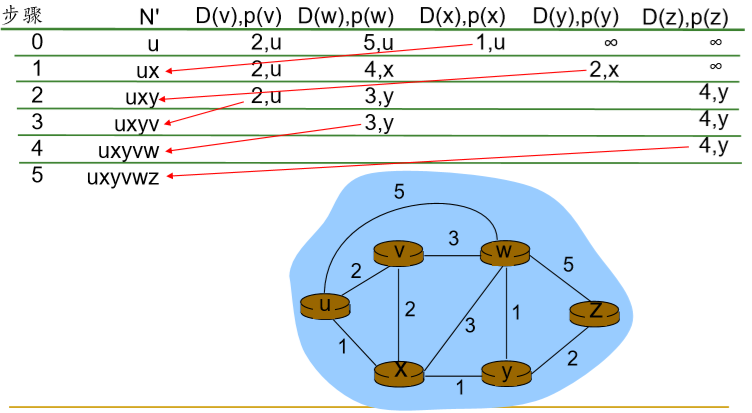 步骤 N' D(v),p(v) D(w),p(w) D(x),p(x) D(y),p(y) D(z),p(z)
0 u 2,u 5,u 1,u ∞ ∞
1 ux 2,u 4,x 2,x ∞
2 uxy 2,u 3,y 4,y
3 uxyv 3,y 4,y
4 uxyvw 4,y
5 uxyvwz
5
v 3 w
2 5
u 2 3 1 z
1 2
x 1 y